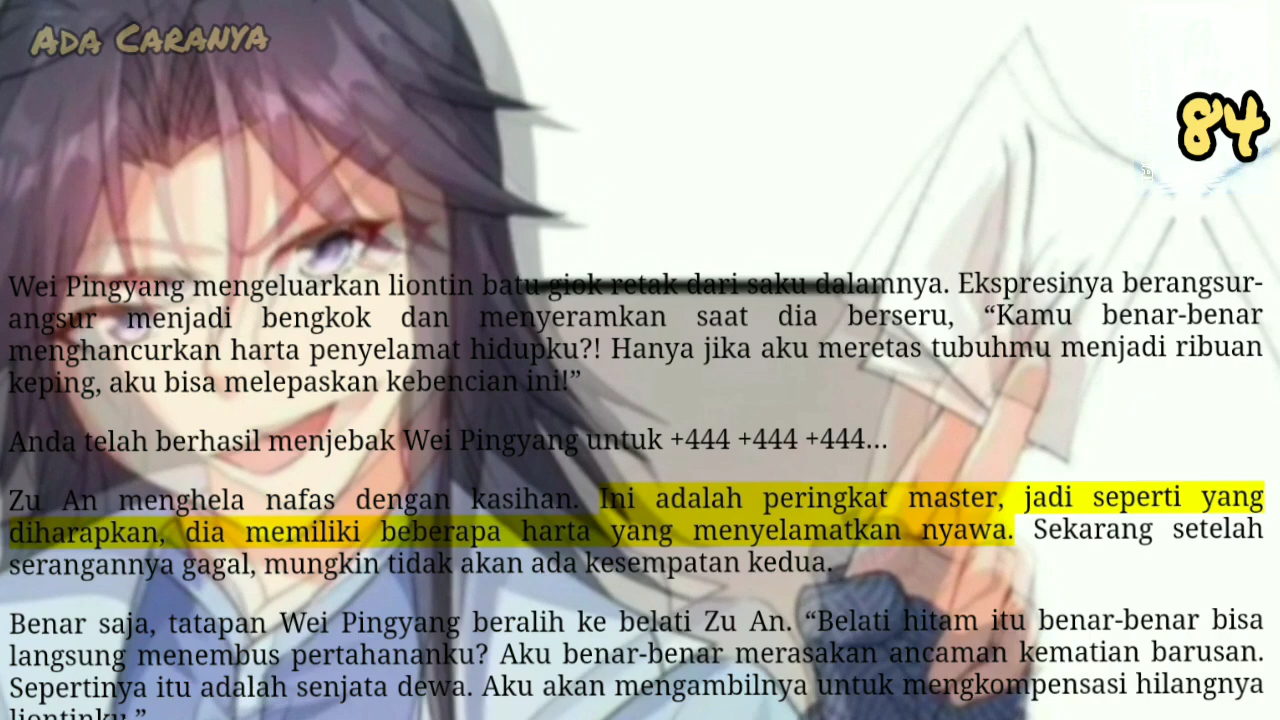 Ada Caranya
84
Wei Pingyang mengeluarkan liontin batu giok retak dari saku dalamnya. Ekspresinya berangsur-
angsur menjadi bengkok dan menyeramkan saat dia berseru, “Kamu benar-benar
menghancurkan harta penyelamat hidupku?! Hanya jika aku meretas tubuhmu menjadi ribuan
keping, aku bisa melepaskan kebencian ini!”
Anda telah berhasil menjebak Wei Pingyang untuk +444 +444 +444...
Zu An menghela nafas dengan kasihan. Ini adalah peringkat master, jadi seperti yang
diharapkan, dia memiliki beberapa harta yang menyelamatkan nyawa. Sekarang setelah
serangannya gagal, mungkin tidak akan ada kesempatan kedua.
Benar saja, tatapan Wei Pingyang beralih ke belati Zu An. “Belati hitam itu benar-benar bisa
langsung menembus pertahananku? Aku benar-benar merasakan ancaman kematian barusan.
Sepertinya itu adalah senjata dewa. Aku akan mengambilnya untuk mengkompensasi hilangnya
liontinku.”